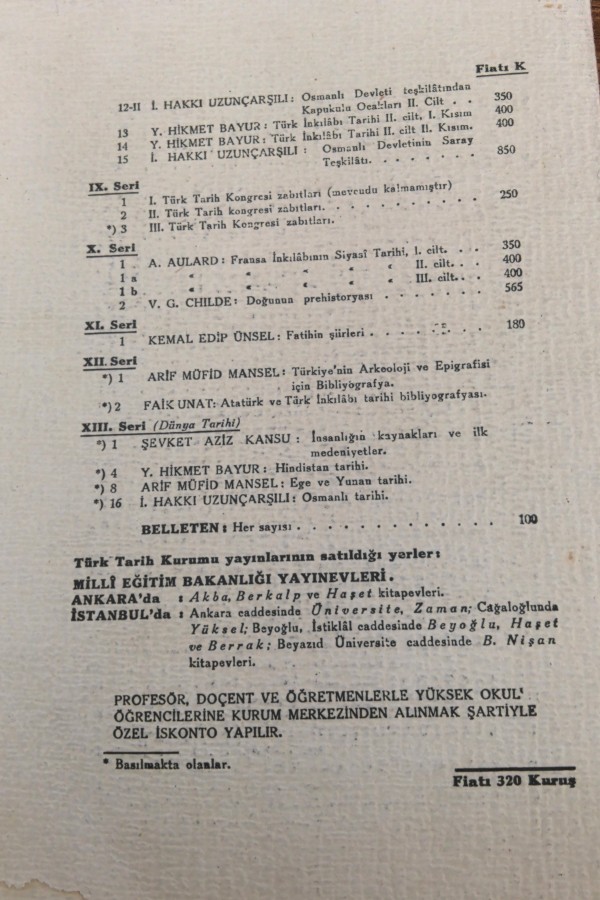 Fiatı K
12-II İ. HAKKI UZUNÇARŞILI: Osmanlı Devleti teşkilâtından
Kapukulu Ocakları II. Cilt . . 350
13 Y. HİKMET BAYUR: Türk İnkılâbı Tarihi II. cilt, I. Kısım 400
14 Y. HİKMET BAYUR: Türk İnkılâbı Tarihi II. cilt II. Kısım. 400
15 İ. HAKKI UZUNÇARŞILI: Osmanlı Devletinin Saray
Teşkilâtı. . . . . . . 850
IX. Seri
1 I. Türk Tarih Kongresi zabıtları (mevcudu kalmamıştır)
2 II. Türk Tarih kongresi zabıtları. . . . . . . . . 250
*) 3 III. Türk Tarih Kongresi zabıtları.
X. Seri
1 A. AULARD: Fransa İnkılâbının Siyasî Tarihi, I. cilt. . . 350
1 a " " " " II. cilt. . . 400
1 b " " " " III. cilt. . . 400
2 V. G. CHILDE: Doğunun prehistoryası . . . . . . . 565
XI. Seri
1 KEMAL EDİP ÜNSEL: Fatihin şiirleri . . . . . . . 180
XII. Seri
*) 1 ARİF MÜFİD MANSEL: Türkiye'nin Arkeoloji ve Epigrafisi
için Bibliyografya.
*) 2 FAİK UNAT: Atatürk ve Türk İnkılâbı tarihi bibliyografyası.
XIII. Seri (Dünya Tarihi)
*) 1 ŞEVKET AZİZ KANSU : İnsanlığın kaynakları ve ilk
medeniyetler.
*) 4 Y. HİKMET BAYUR: Hindistan tarihi.
*) 8 ARİF MÜFİD MANSEL: Ege ve Yunan tarihi.
*) 16 İ. HAKKI UZUNÇARŞILI: Osmanlı tarihi.
BELLETEN: Her sayısı . . . . . . . . . . . 100
Türk Tarih Kurumu yayınlarının satıldığı yerler:
MİLLÎ EĞİTİM BAKANLIĞI YAYINEVLERİ.
ANKARA'da : Akba, Berkalp ve Haşet kitapevleri.
İSTANBUL'da : Ankara caddesinde Üniversite, Zaman; Cağaloğlunda
Yüksel; Beyoğlu, İstiklâl caddesinde Beyoğlu, Haşet
ve Berrak; Beyazıd Üniversite caddesinde B. Nişan
kitapevleri.
PROFESÖR, DOÇENT VE ÖĞRETMENLERLE YÜKSEK OKUL'
ÖĞRENCİLERİNE KURUM MERKEZİNDEN ALINMAK ŞARTİYLE
ÖZEL İSKONTO YAPILIR.
* Basılmakta olanlar.
Fiatı 320 Kuruş